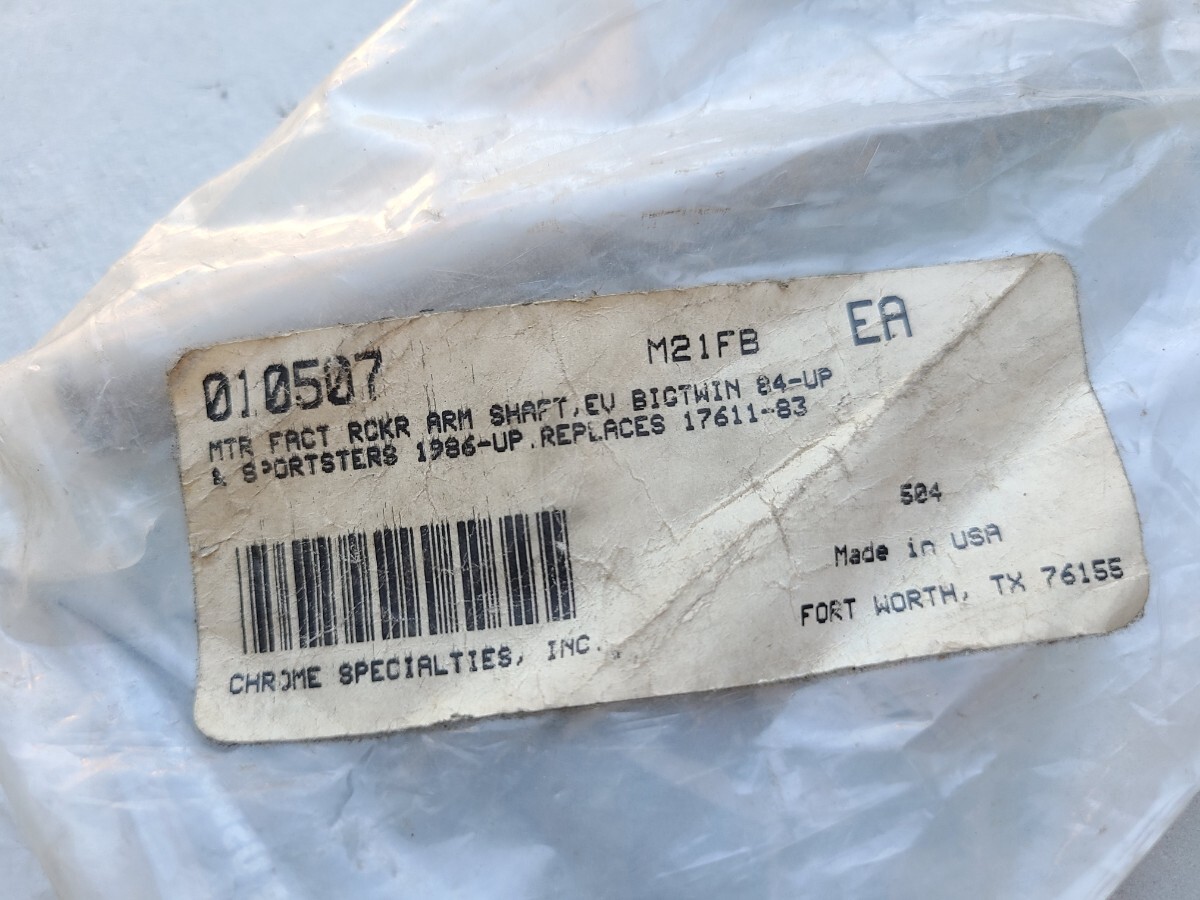 010507 M21FB EA
MTR FACT RCKR ARM SHAFT,EV BIGTWIN 84-UP
& SPORTSTERS 1986-UP.REPLACES 17611-83
504
Made in USA
FORT WORTH, TX 76155
CHROME SPECIALTIES, INC.